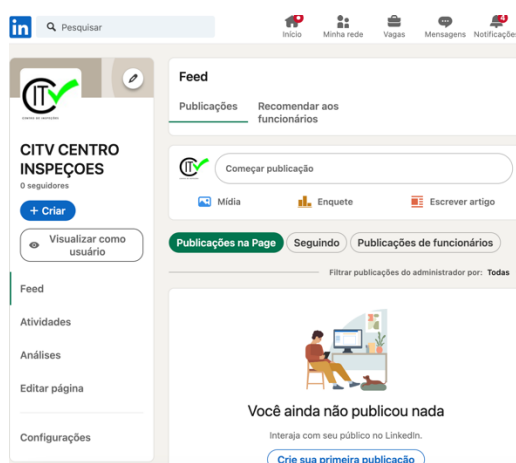 in
Pesquisar
Início
Minha rede
Vagas
Mensagens
4
Notificações
CITV
CITV CENTRO
INSPEÇOES
0 seguidores
+ Criar
Visualizar como
usuário
Feed
Atividades
Análises
Editar página
Configurações
Feed
Publicações
Recomendar aos
funcionários
Começar publicação
Mídia
Enquete
Escrever artigo
Publicações na Page
Seguindo
Publicações de funcionários
Filtrar publicações do administrador por: Todas
Você ainda não publicou nada
Interaja com seu público no LinkedIn.
Crie sua primeira publicação